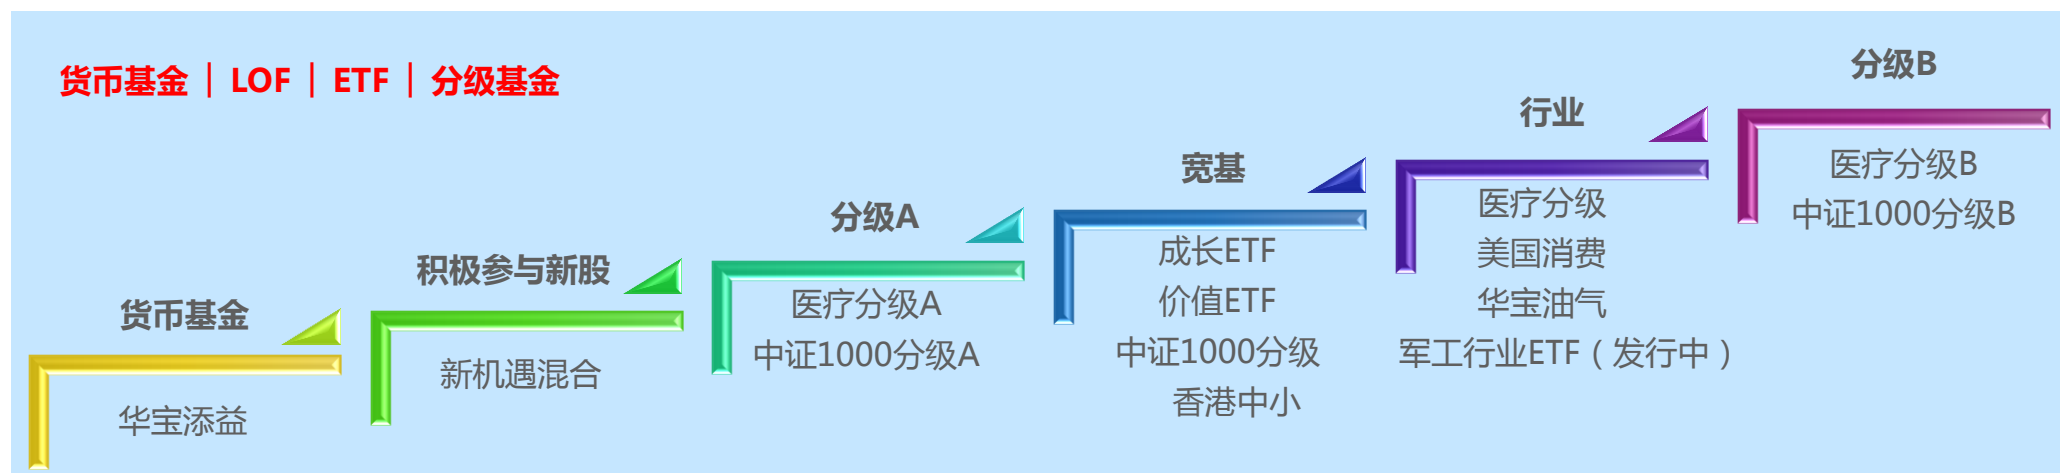 货币基金｜LOF｜ETF｜分级基金
货币基金
华宝添益
积极参与新股
新机遇混合
分级A
医疗分级A
中证1000分级A
宽基
成长ETF
价值ETF
中证1000分级
香港中小
行业
医疗分级
美国消费
华宝油气
军工行业ETF（发行中）
分级B
医疗分级B
中证1000分级B